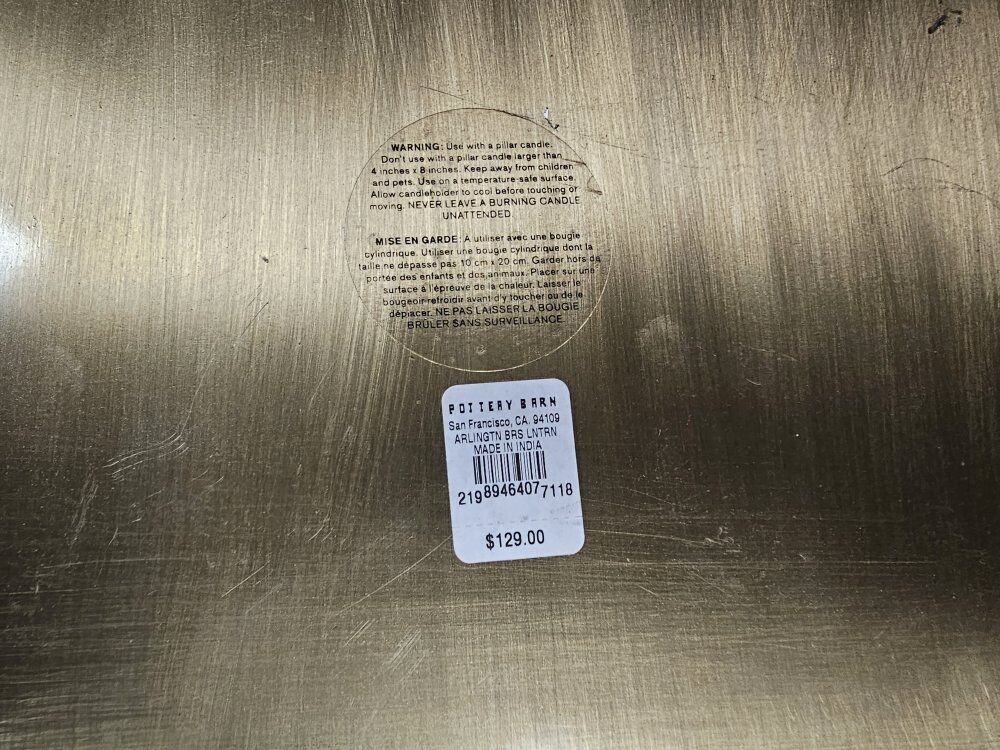 WARNING: Use with a pillar candle.
Don't use with a pillar candle larger than
4 inches x 8 inches. Keep away from children
and pets. Use on a temperature-safe surface.
Allow candleholder to cool before touching or
moving. NEVER LEAVE A BURNING CANDLE
UNATTENDED.
MISE EN GARDE: A utiliser avec une bougie
cylindrique. Utiliser une bougie cylindrique dont la
taille ne dépasse pas 10 cm x 20 cm. Garder hors de
portée des enfants et des animaux. Placer sur une
surface à l'épreuve de la chaleur. Laisser le
bougeoir refroidir avant d'y toucher ou de le
déplacer. NE PAS LAISSER LA BOUGIE
BRÛLER SANS SURVEILLANCE.
POTTERY BARN
San Francisco, CA. 94109
ARLINGTN BRS LNTRN
MADE IN INDIA
21989464077118
$129.00